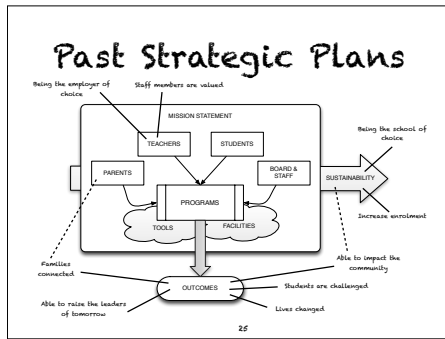 Past Strategic Plans
Being the employer of
choice
Staff members are valued
MISSION STATEMENT
TEACHERS
STUDENTS
Being the school of
choice
PARENTS
BOARD &
STAFF
SUSTAINABILITY
PROGRAMS
TOOLS
FACILITIES
Increase enrolment
Families
connected
Able to impact the
community
OUTCOMES
Students are challenged
Able to raise the leaders
of tomorrow
Lives changed
25